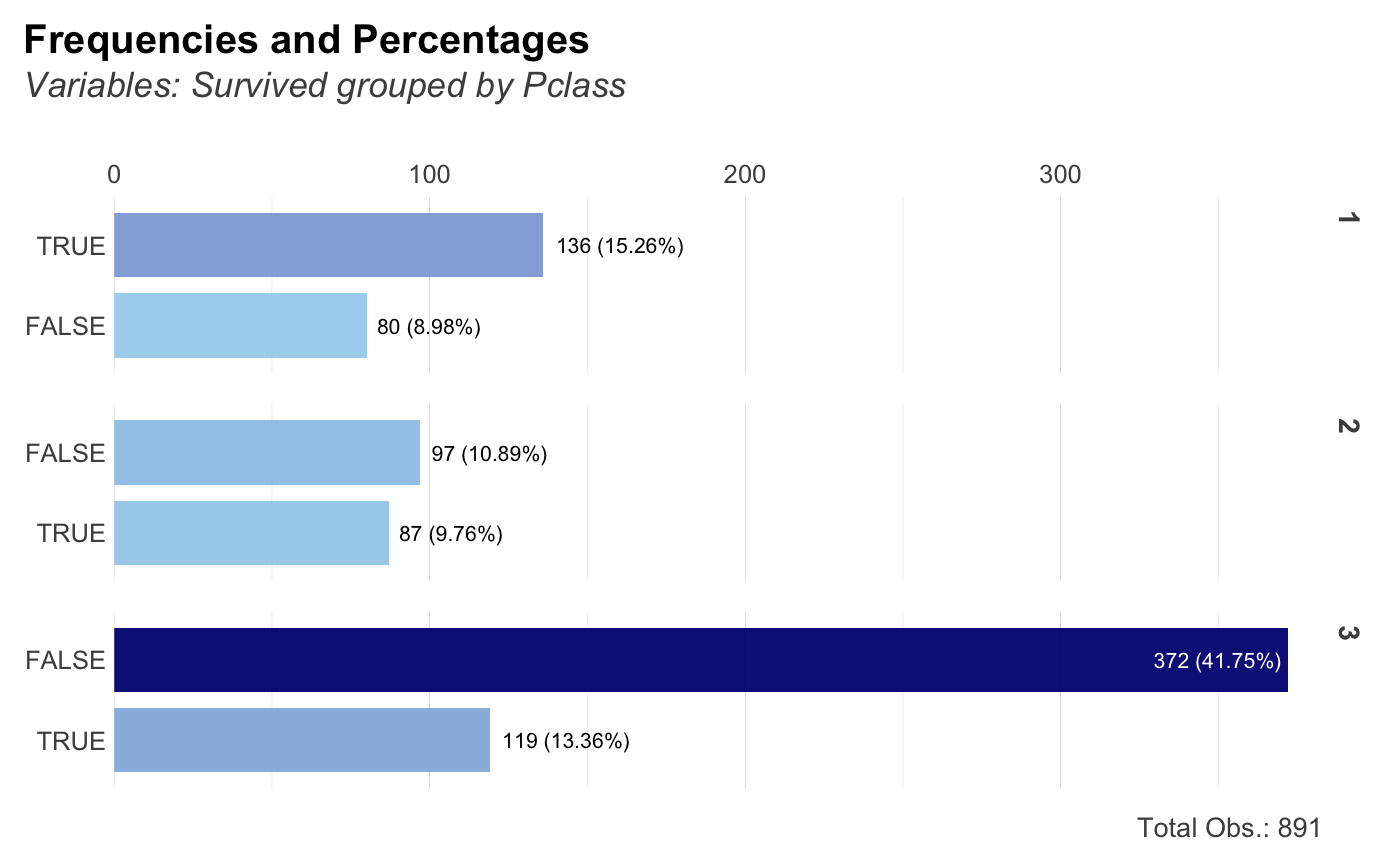 Frequencies and Percentages
Variables: Survived grouped by Pclass
0 100 200 300
1
TRUE 136 (15.26%)
FALSE 80 (8.98%)
2
FALSE 97 (10.89%)
TRUE 87 (9.76%)
3
FALSE 372 (41.75%)
TRUE 119 (13.36%)
Total Obs.: 891